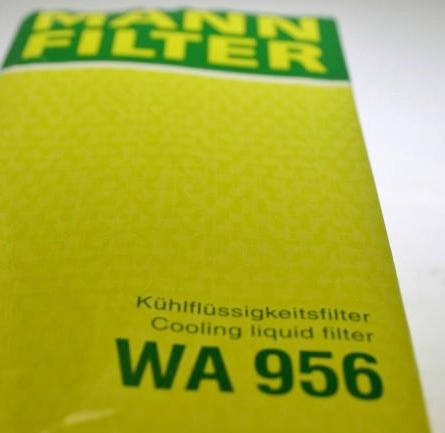 MANN
FILTER
Kühlflüssigkeitsfilter
Cooling liquid filter
WA 956